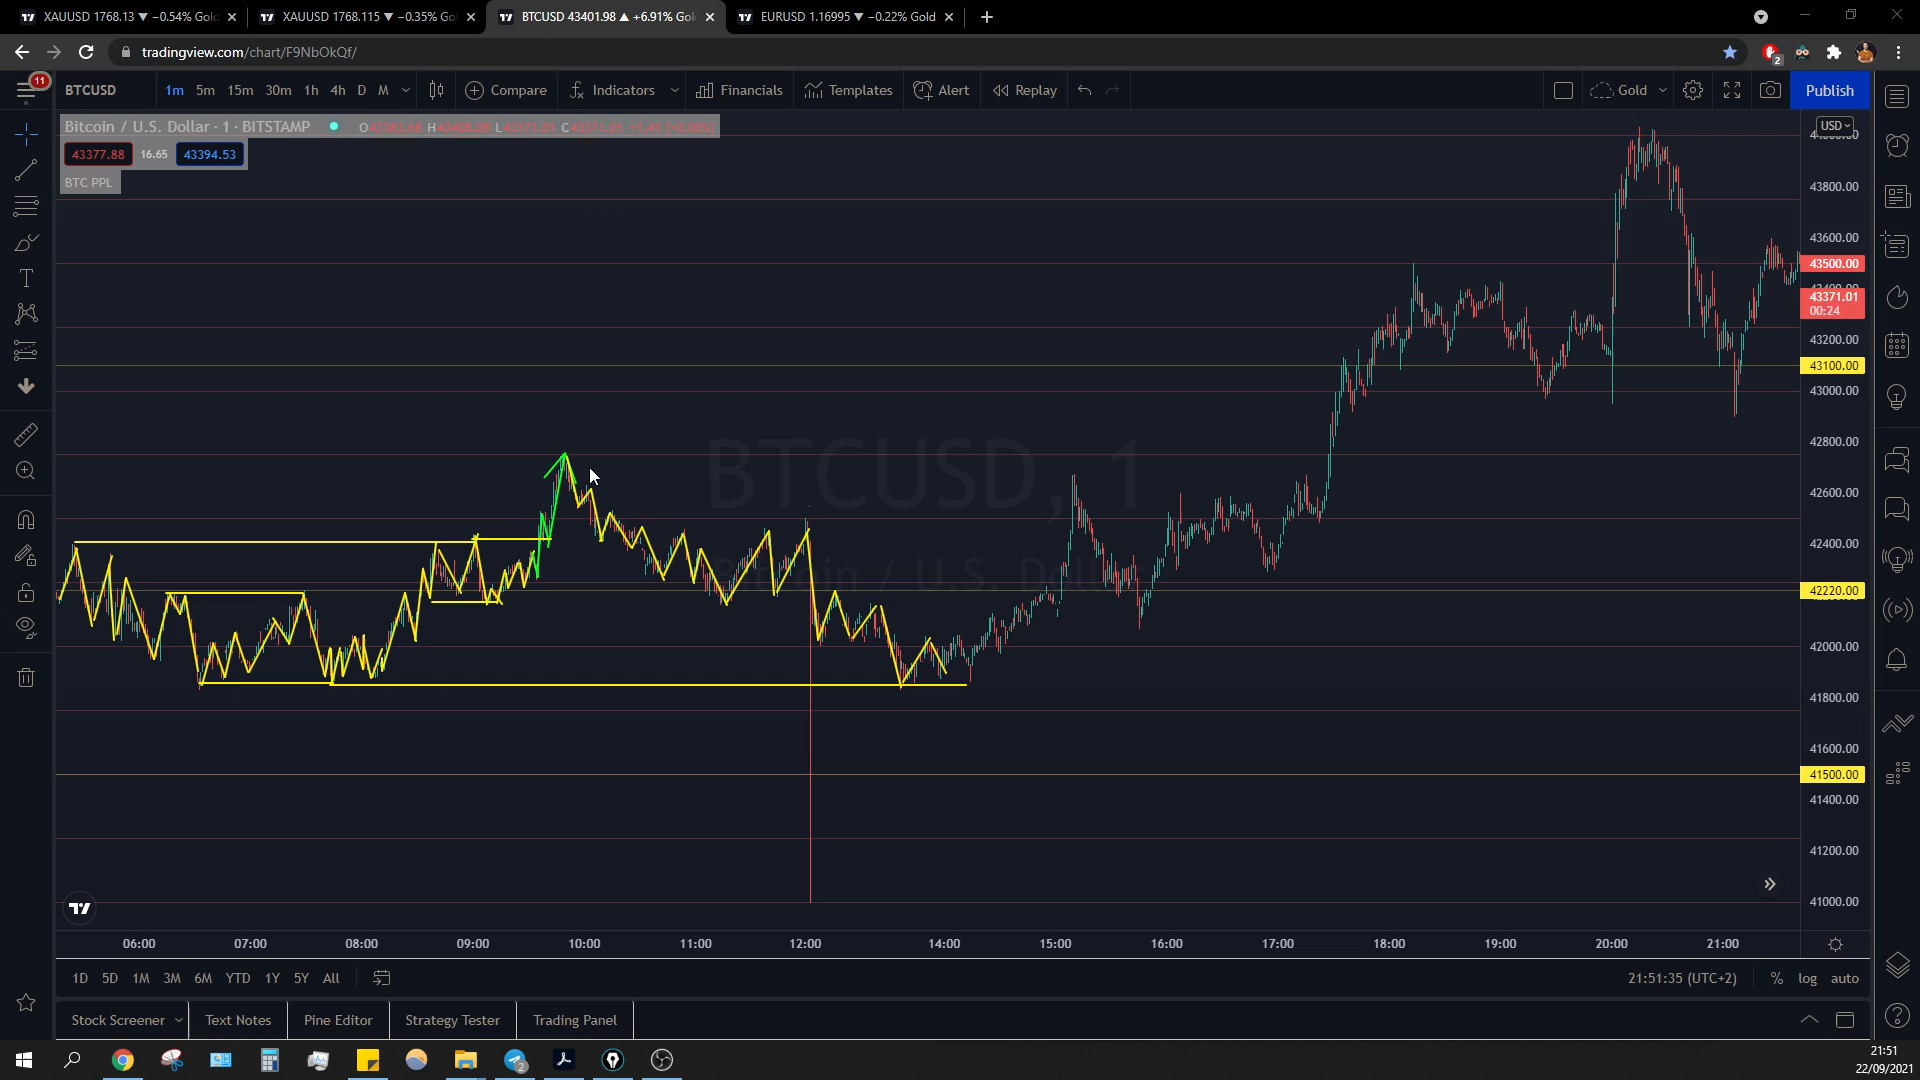 XAUUSD 1768.13 ▼ −0.54% Gol
XAUUSD 1768.115 ▼ −0.35% Go
BTCUSD 43401.98 ▲ +6.91% Gol
EURUSD 1.16995 ▼ −0.22% Gold
tradingview.com/chart/F9NbOkQf/
2
11
BTCUSD 1m 5m 15m 30m 1h 4h D M Compare Indicators Financials Templates Alert Replay Gold Publish
Bitcoin / U.S. Dollar · 1 · BITSTAMP
43377.88 16.65 43394.53
BTC PPL
USD
43800.00
43600.00
43500.00
43371.01
00:24
43200.00
43100.00
43000.00
42800.00
42600.00
42400.00
42220.00
42000.00
41800.00
41600.00
41500.00
41400.00
41200.00
41000.00
BTCUSD, 1
Bitcoin / U.S. Dollar
06:00 07:00 08:00 09:00 10:00 11:00 12:00 14:00 15:00 16:00 17:00 18:00 19:00 20:00 21:00
1D 5D 1M 3M 6M YTD 1Y 5Y All 21:51:35 (UTC+2) % log auto
Stock Screener Text Notes Pine Editor Strategy Tester Trading Panel
2
21:51
22/09/2021